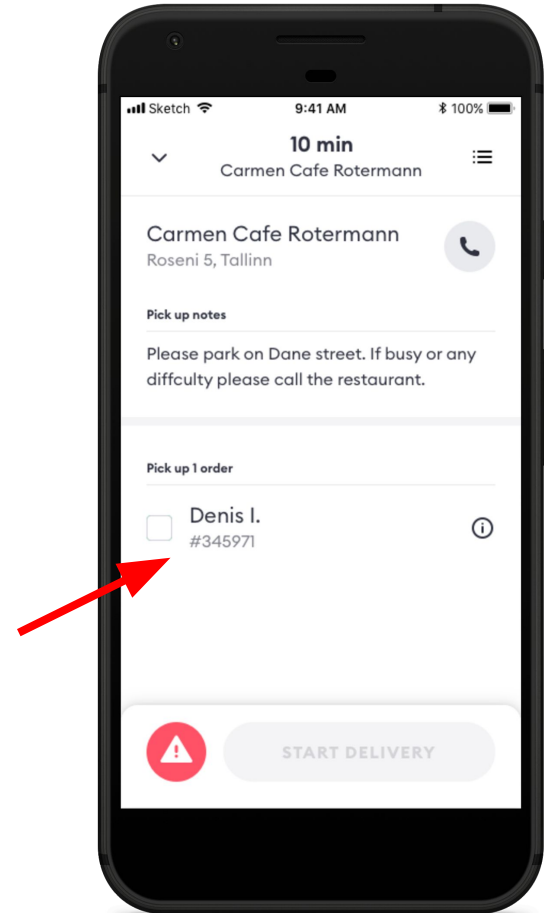 Sketch 9:41 AM 100%
10 min
Carmen Cafe Rotermann
Carmen Cafe Rotermann
Roseni 5, Tallinn
Pick up notes
Please park on Dane street. If busy or any
diffculty please call the restaurant.
Pick up 1 order
Denis I.
#345971
START DELIVERY